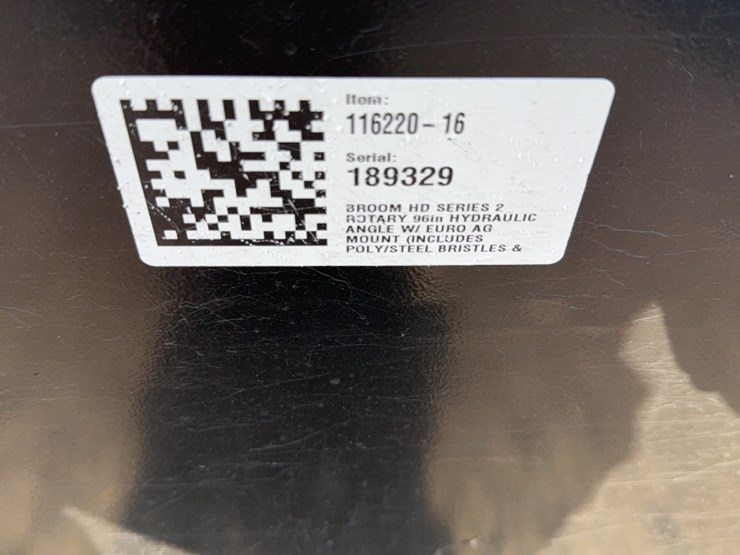 Item:
116220-16
Serial:
189329
BROOM HD SERIES 2
ROTARY 96in HYDRAULIC
ANGLE W/ EURO AG
MOUNT (INCLUDES
POLY/STEEL BRISTLES &